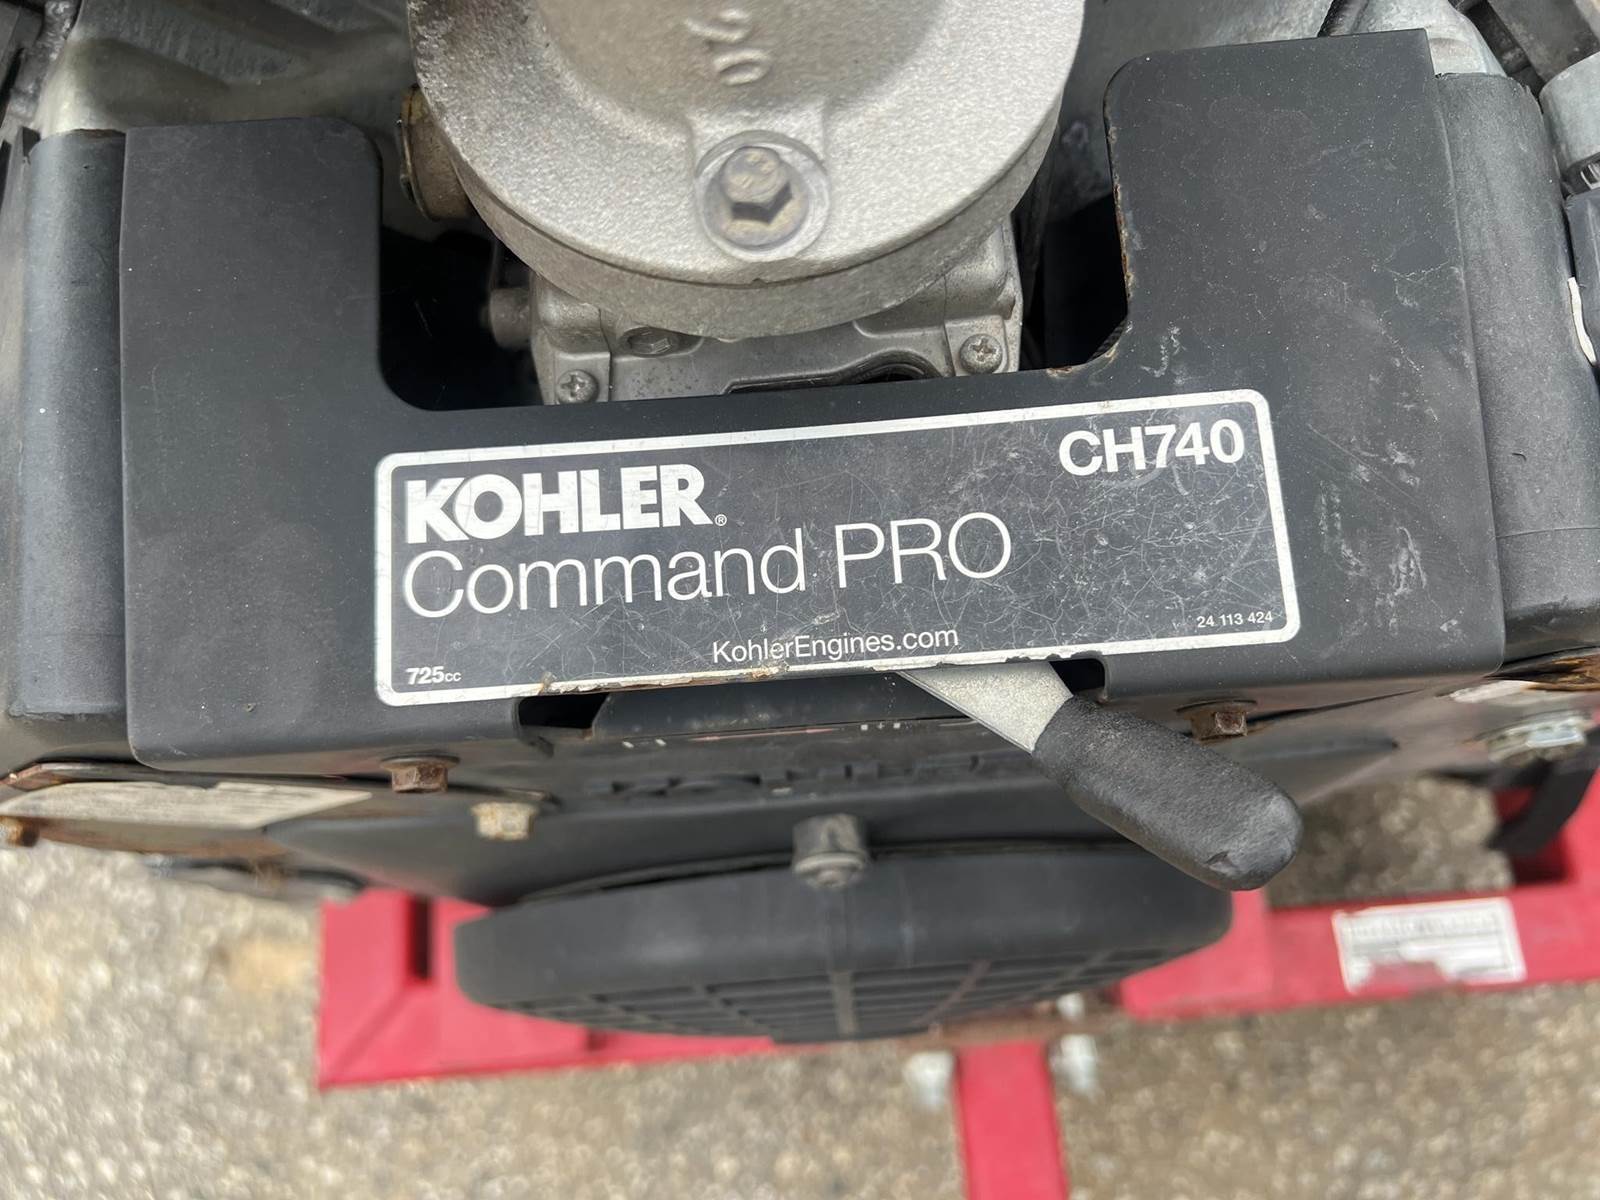 KOHLER®
CH740
Command PRO
KohlerEngines.com
24 113 424
725cc